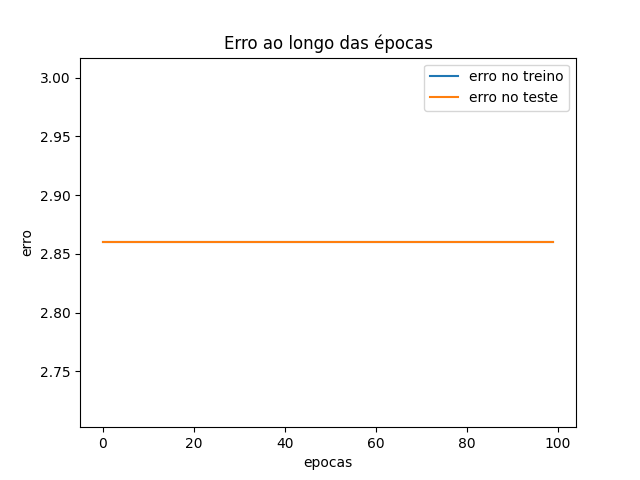 Erro ao longo das épocas
erro no treino
erro no teste
3.00
2.95
2.90
2.85
2.80
2.75
erro
0
20
40
60
80
100
epocas